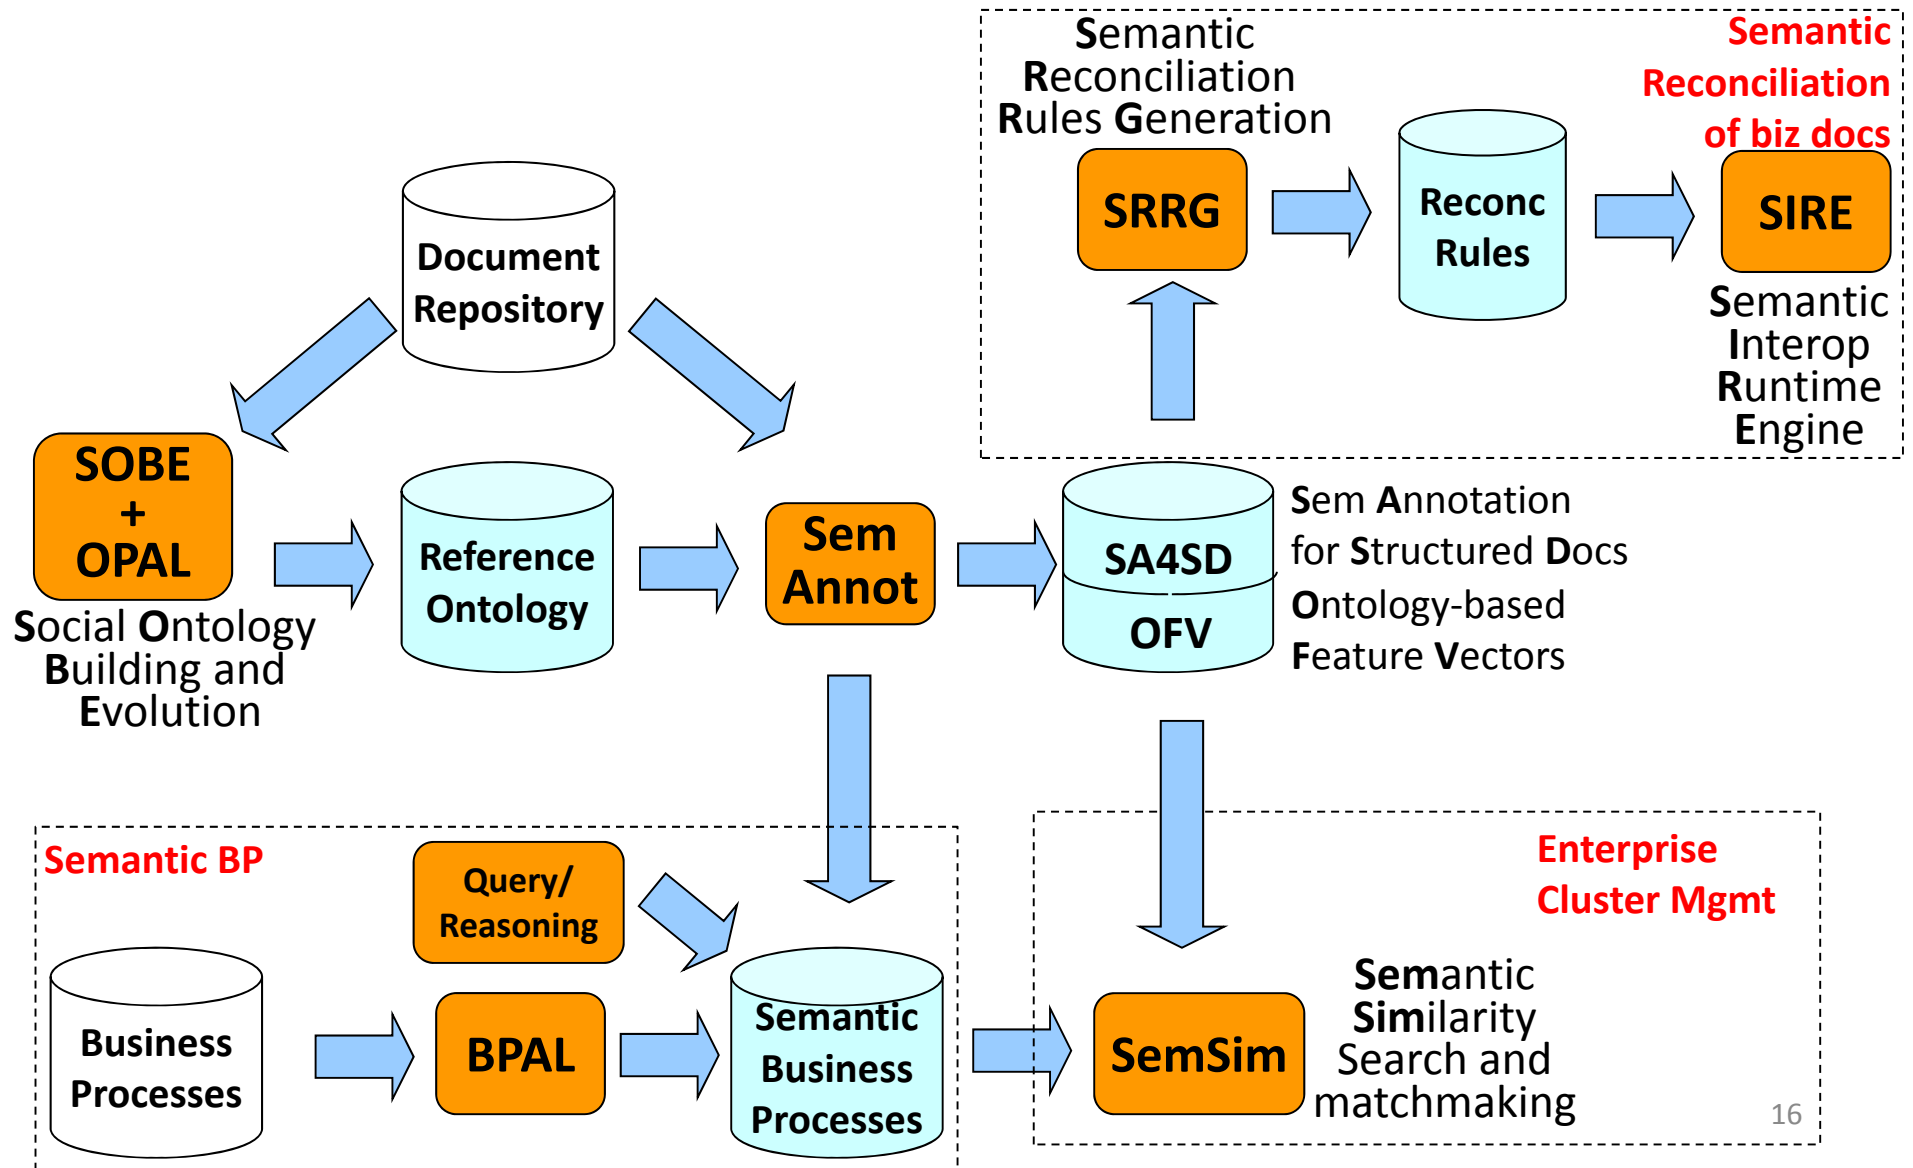 Semantic
Reconciliation
Rules Generation
Semantic
Reconciliation
of biz docs
SRRG
Reconc
Rules
SIRE
Semantic
Interop
Runtime
Engine
Document
Repository
SOBE
+
OPAL
Social Ontology
Building and
Evolution
Reference
Ontology
Sem
Annot
SA4SD
OFV
Sem Annotation
for Structured Docs
Ontology-based
Feature Vectors
Semantic BP
Query/
Reasoning
Business
Processes
BPAL
Semantic
Business
Processes
Enterprise
Cluster Mgmt
SemSim
Semantic
Similarity
Search and
matchmaking
16